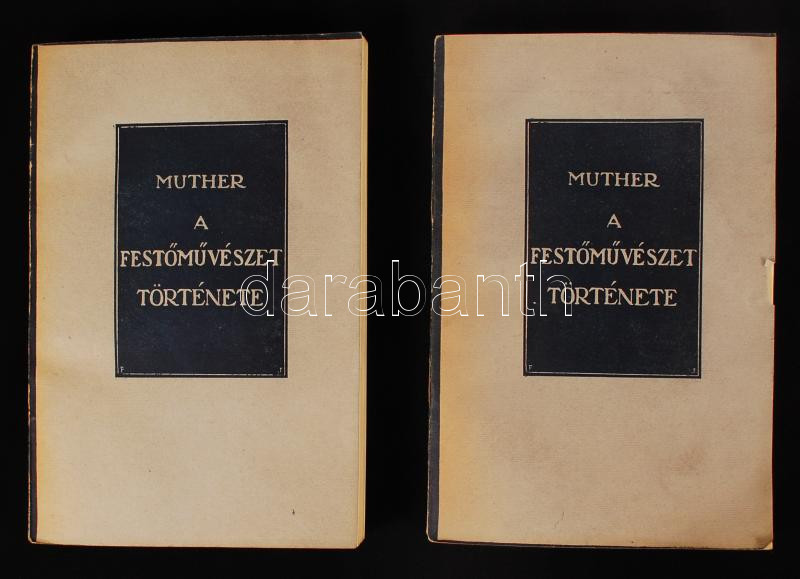 MUTHER
A
FESTŐMŰVÉSZET
TÖRTÉNETE
F T
MUTHER
A
FESTŐMŰVÉSZET
TÖRTÉNETE
F T
darabanth